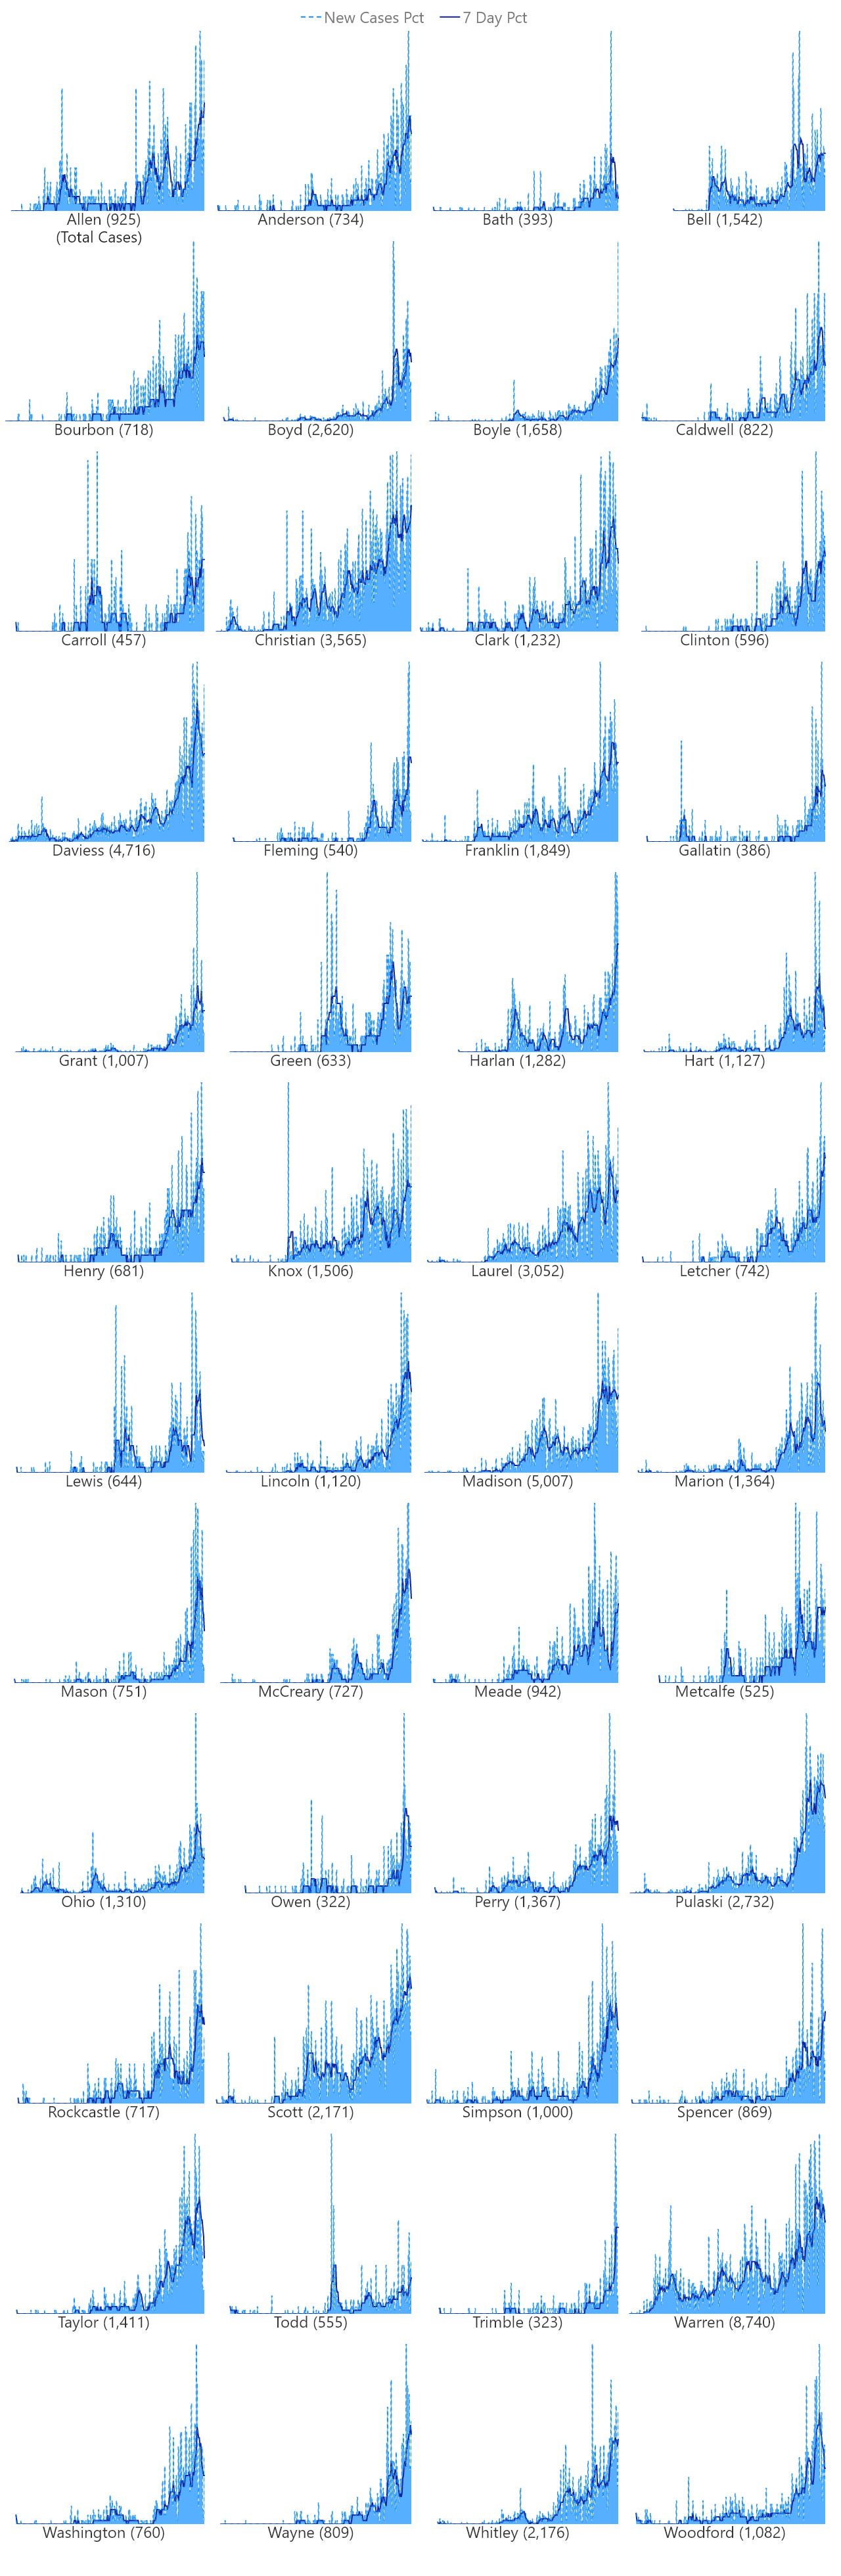 New Cases Pct 7 Day Pct
Allen (925) Anderson (734) Bath (393) Bell (1,542)
(Total Cases)
Bourbon (718) Boyd (2,620) Boyle (1,658) Caldwell (822)
Carroll (457) Christian (3,565) Clark (1,232) Clinton (596)
Daviess (4,716) Fleming (540) Franklin (1,849) Gallatin (386)
Grant (1,007) Green (633) Harlan (1,282) Hart (1,127)
Henry (681) Knox (1,506) Laurel (3,052) Letcher (742)
Lewis (644) Lincoln (1,120) Madison (5,007) Marion (1,364)
Mason (751) McCreary (727) Meade (942) Metcalfe (525)
Ohio (1,310) Owen (322) Perry (1,367) Pulaski (2,732)
Rockcastle (717) Scott (2,171) Simpson (1,000) Spencer (869)
Taylor (1,411) Todd (555) Trimble (323) Warren (8,740)
Washington (760) Wayne (809) Whitley (2,176) Woodford (1,082)